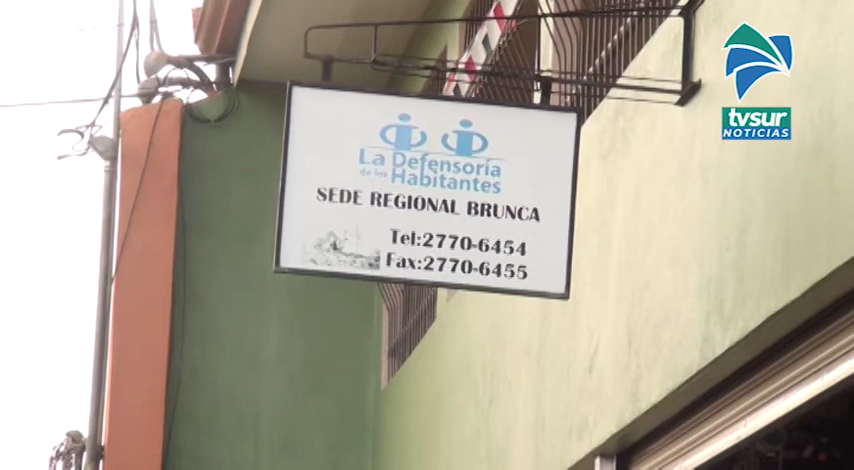 tvsur
NOTICIAS
La Defensoría
de los Habitantes
SEDE REGIONAL BRUNCA
Tel:2770-6454
Fax:2770-6455